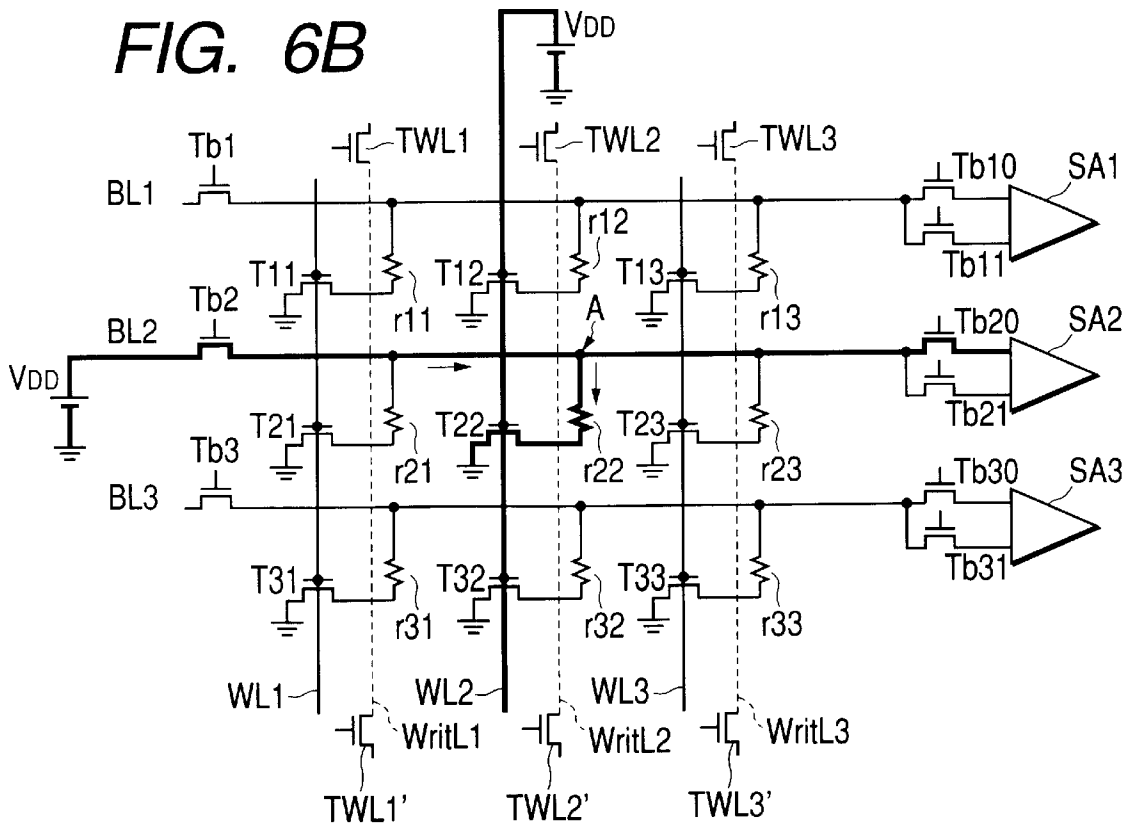 FIG. 6B
VDD
TWL1
TWL2
TWL3
Tb1
BL1
Tb10
SA1
Tb11
r12
T11
T12
T13
r11
r13
A
Tb2
BL2
Tb20
SA2
VDD
Tb21
T21
T22
T23
r21
r22
r23
Tb3
BL3
Tb30
SA3
Tb31
T31
T32
T33
r31
r32
r33
WL1
WL2
WL3
WritL1
WritL2
WritL3
TWL1'
TWL2'
TWL3'